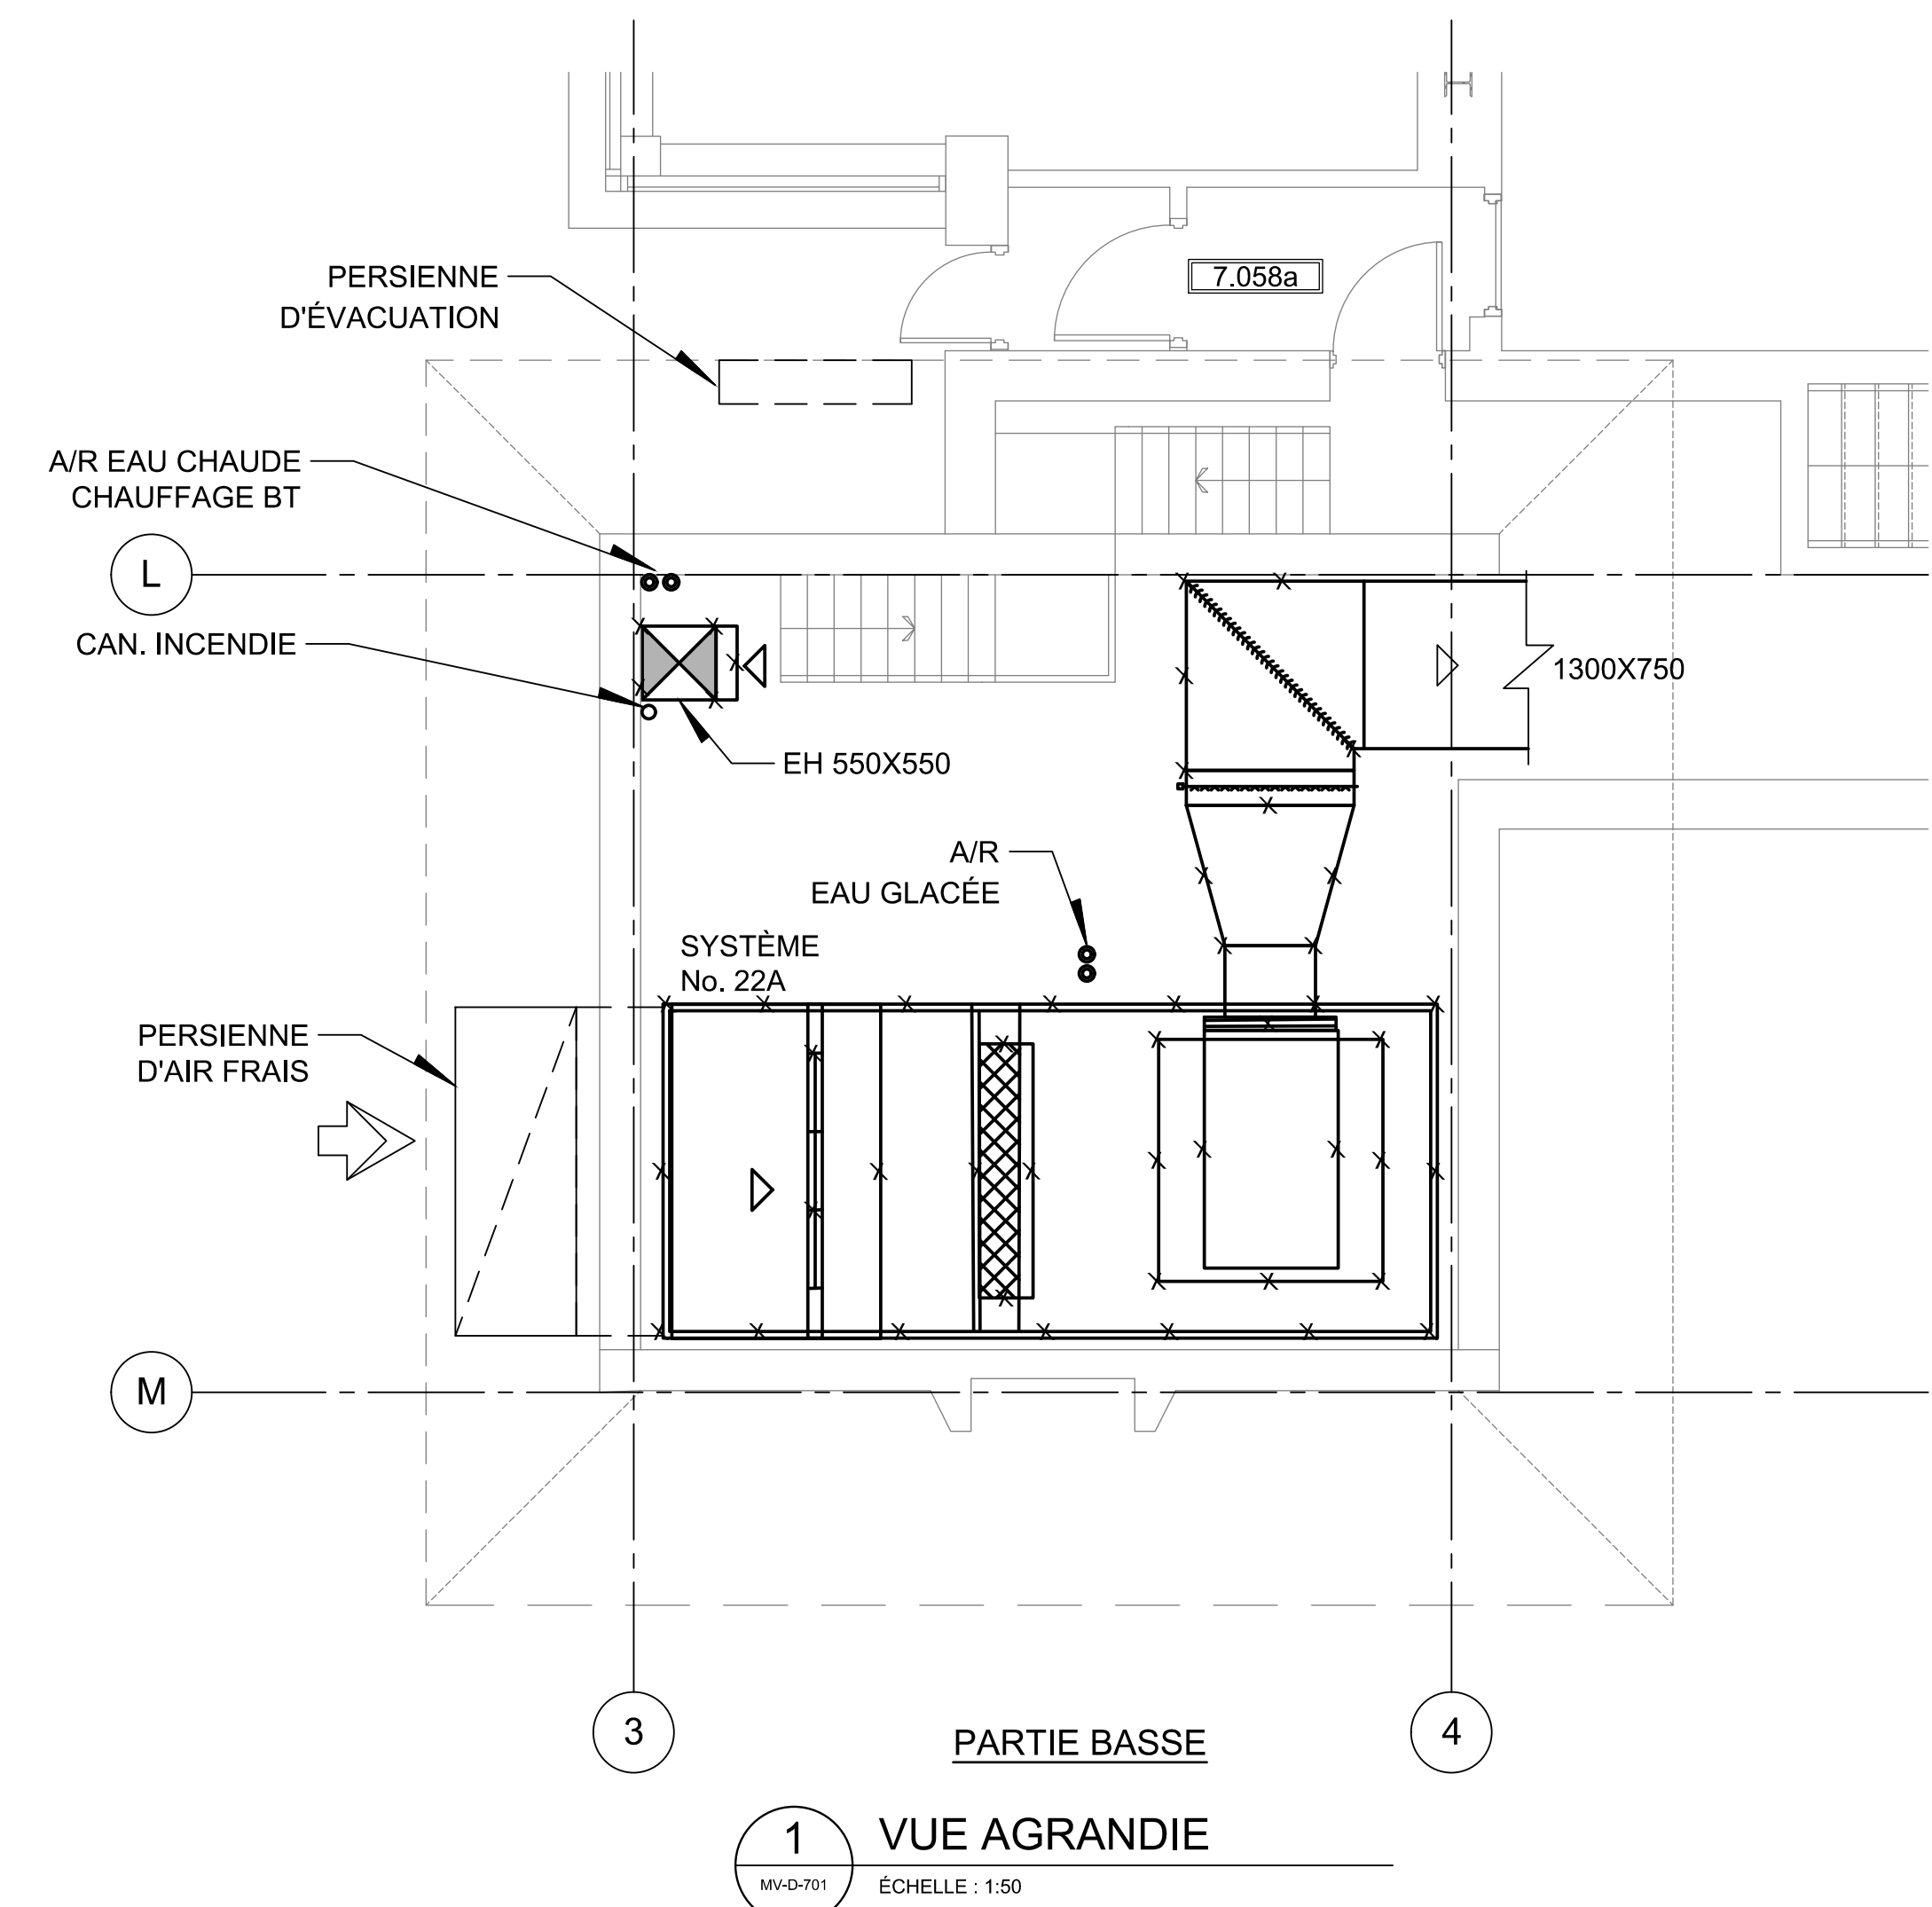 7.058a
PERSIENNE
D'ÉVACUATION
A/R EAU CHAUDE
CHAUFFAGE BT
L
CAN. INCENDIE
1300X750
EH 550X550
A/R
EAU GLACÉE
SYSTÈME
No. 22A
PERSIENNE
D'AIR FRAIS
M
3
4
PARTIE BASSE
1
MV-D-701
VUE AGRANDIE
ÉCHELLE : 1:50